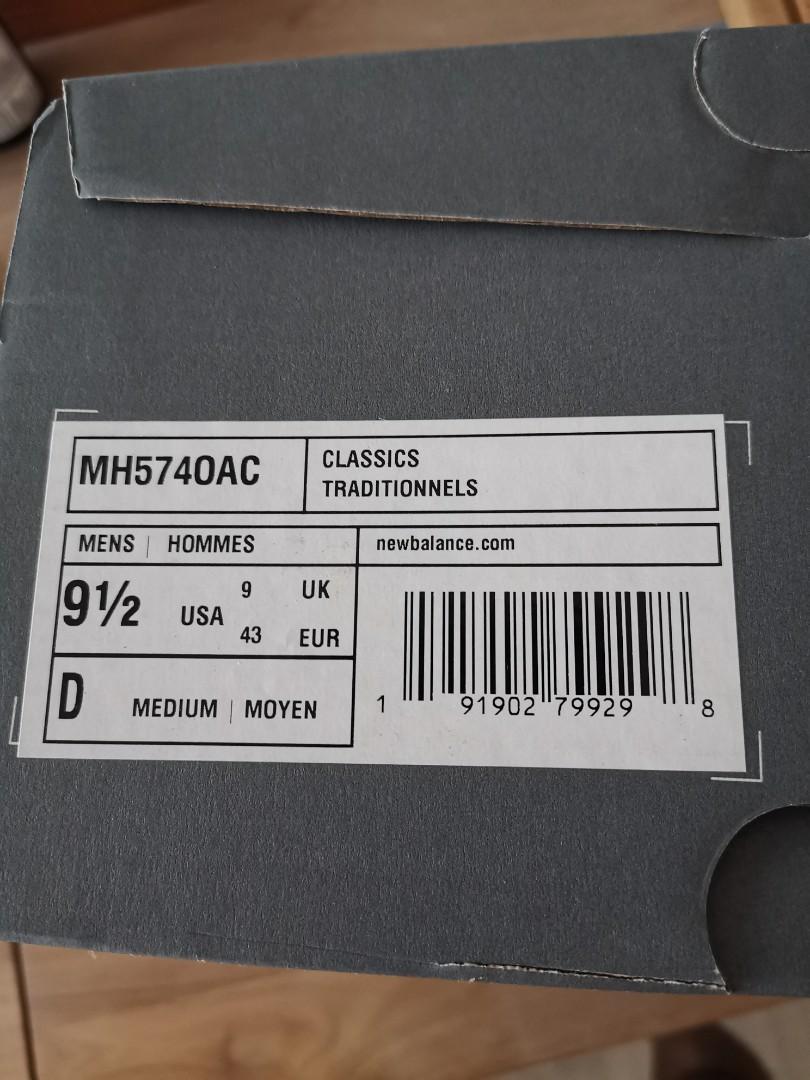 MH574OAC
CLASSICS
TRADITIONNELS
MENS | HOMMES
newbalance.com
9½ USA
9 UK
43 EUR
D MEDIUM | MOYEN
1 91902 79929 8